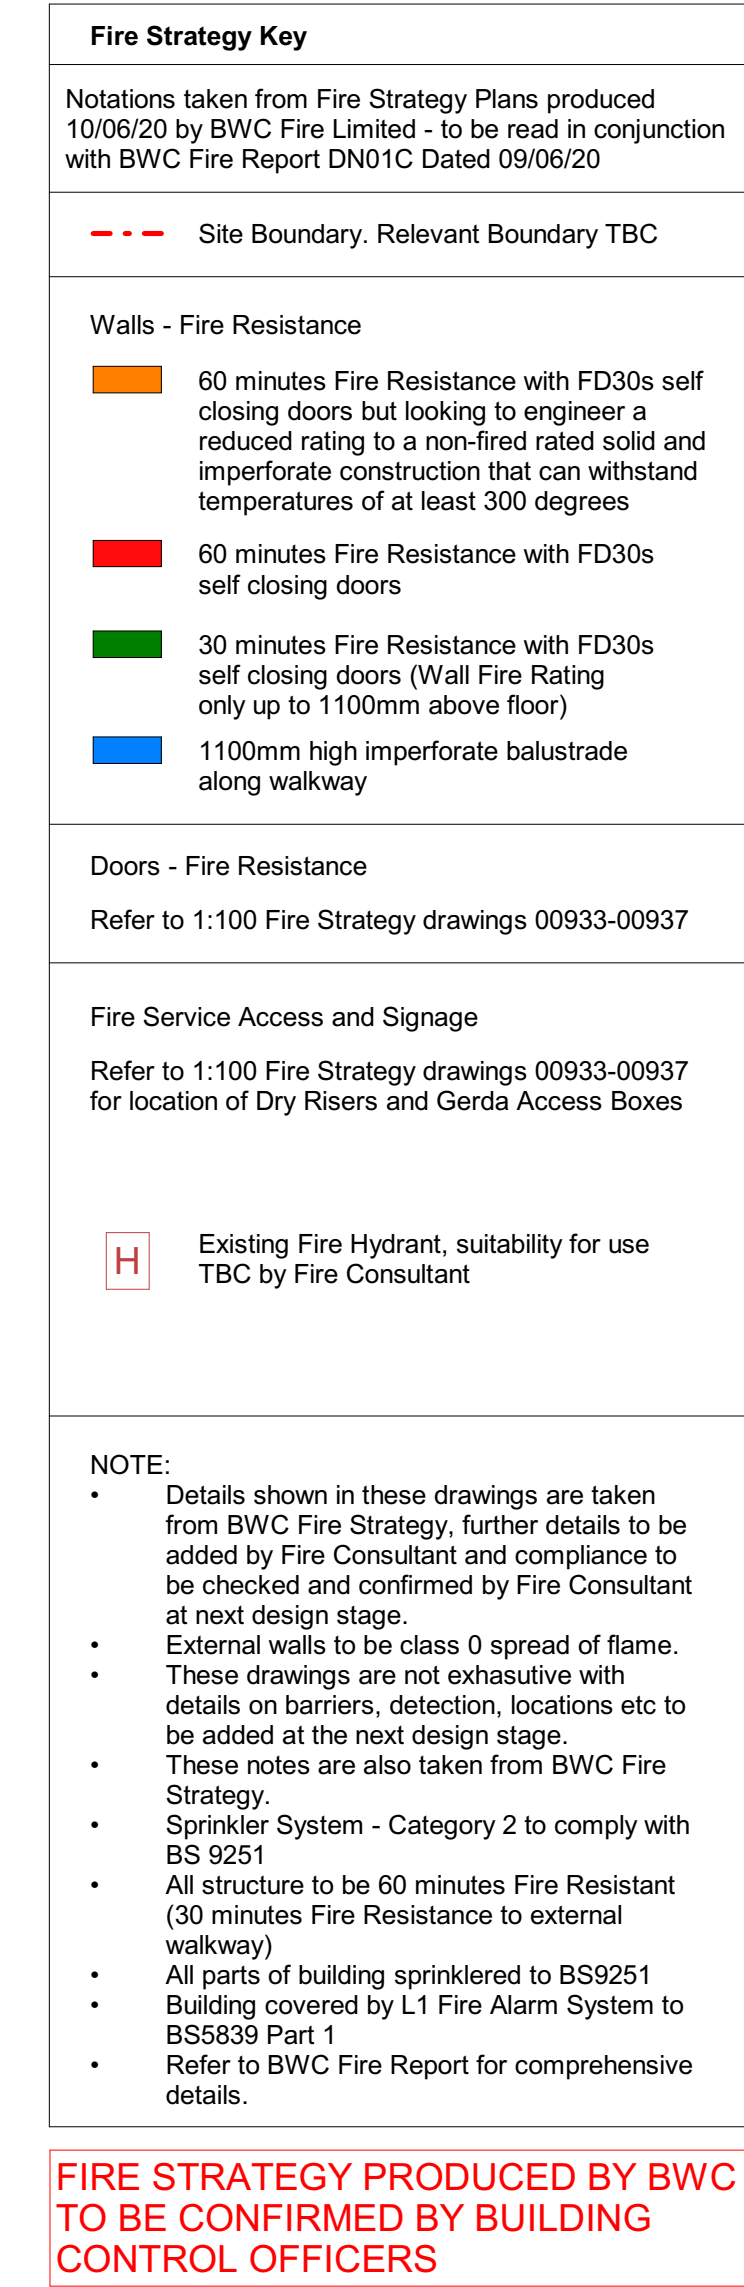 Fire Strategy Key
Notations taken from Fire Strategy Plans produced
10/06/20 by BWC Fire Limited - to be read in conjunction
with BWC Fire Report DN01C Dated 09/06/20
Site Boundary. Relevant Boundary TBC
Walls - Fire Resistance
60 minutes Fire Resistance with FD30s self
closing doors but looking to engineer a
reduced rating to a non-fired rated solid and
imperforate construction that can withstand
temperatures of at least 300 degrees
60 minutes Fire Resistance with FD30s
self closing doors
30 minutes Fire Resistance with FD30s
self closing doors (Wall Fire Rating
only up to 1100mm above floor)
1100mm high imperforate balustrade
along walkway
Doors - Fire Resistance
Refer to 1:100 Fire Strategy drawings 00933-00937
Fire Service Access and Signage
Refer to 1:100 Fire Strategy drawings 00933-00937
for location of Dry Risers and Gerda Access Boxes
H
Existing Fire Hydrant, suitability for use
TBC by Fire Consultant
NOTE:
• Details shown in these drawings are taken
from BWC Fire Strategy, further details to be
added by Fire Consultant and compliance to
be checked and confirmed by Fire Consultant
at next design stage.
• External walls to be class 0 spread of flame.
• These drawings are not exhasutive with
details on barriers, detection, locations etc to
be added at the next design stage.
• These notes are also taken from BWC Fire
Strategy.
• Sprinkler System - Category 2 to comply with
BS 9251
• All structure to be 60 minutes Fire Resistant
(30 minutes Fire Resistance to external
walkway)
• All parts of building sprinklered to BS9251
• Building covered by L1 Fire Alarm System to
BS5839 Part 1
• Refer to BWC Fire Report for comprehensive
details.
FIRE STRATEGY PRODUCED BY BWC
TO BE CONFIRMED BY BUILDING
CONTROL OFFICERS